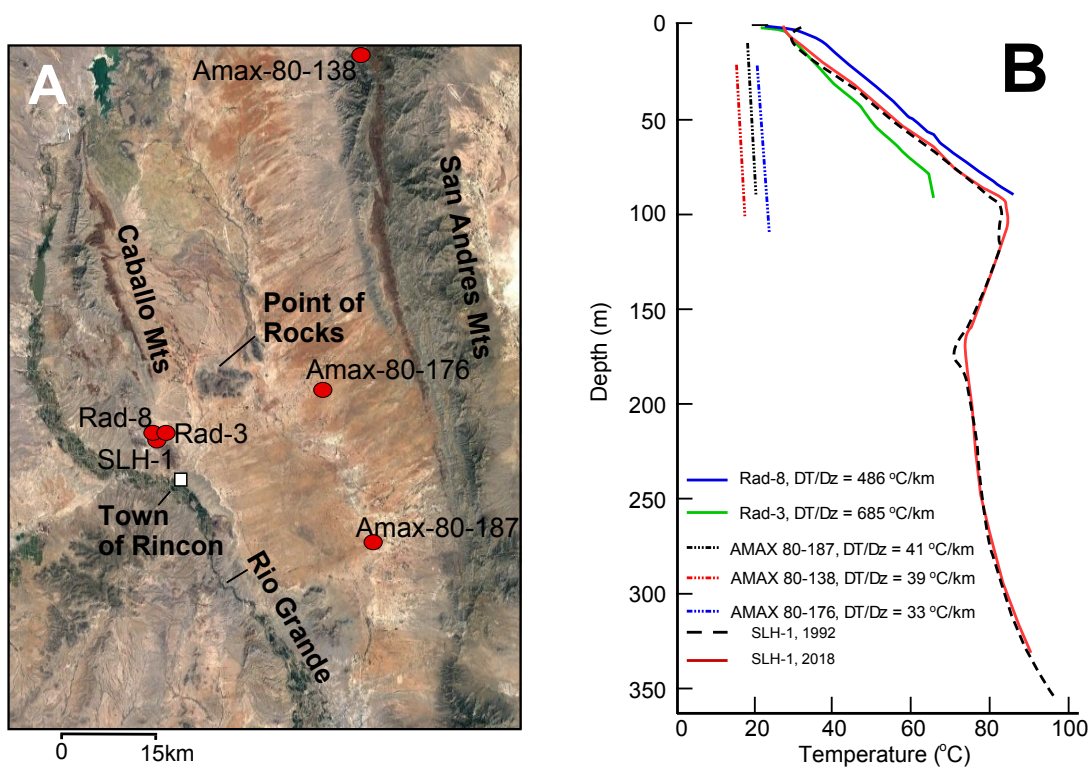 A
Amax-80-138
San Andres Mts
Caballo Mts
Point of
Rocks
Amax-80-176
Rad-8
Rad-3
SLH-1
Town
of Rincon
Amax-80-187
Rio Grande
0
15km
B
0
50
100
150
200
250
300
350
Depth (m)
Rad-8, DT/Dz = 486 °C/km
Rad-3, DT/Dz = 685 °C/km
AMAX 80-187, DT/Dz = 41 °C/km
AMAX 80-138, DT/Dz = 39 °C/km
AMAX 80-176, DT/Dz = 33 °C/km
SLH-1, 1992
SLH-1, 2018
0
20
40
60
80
100
Temperature (°C)